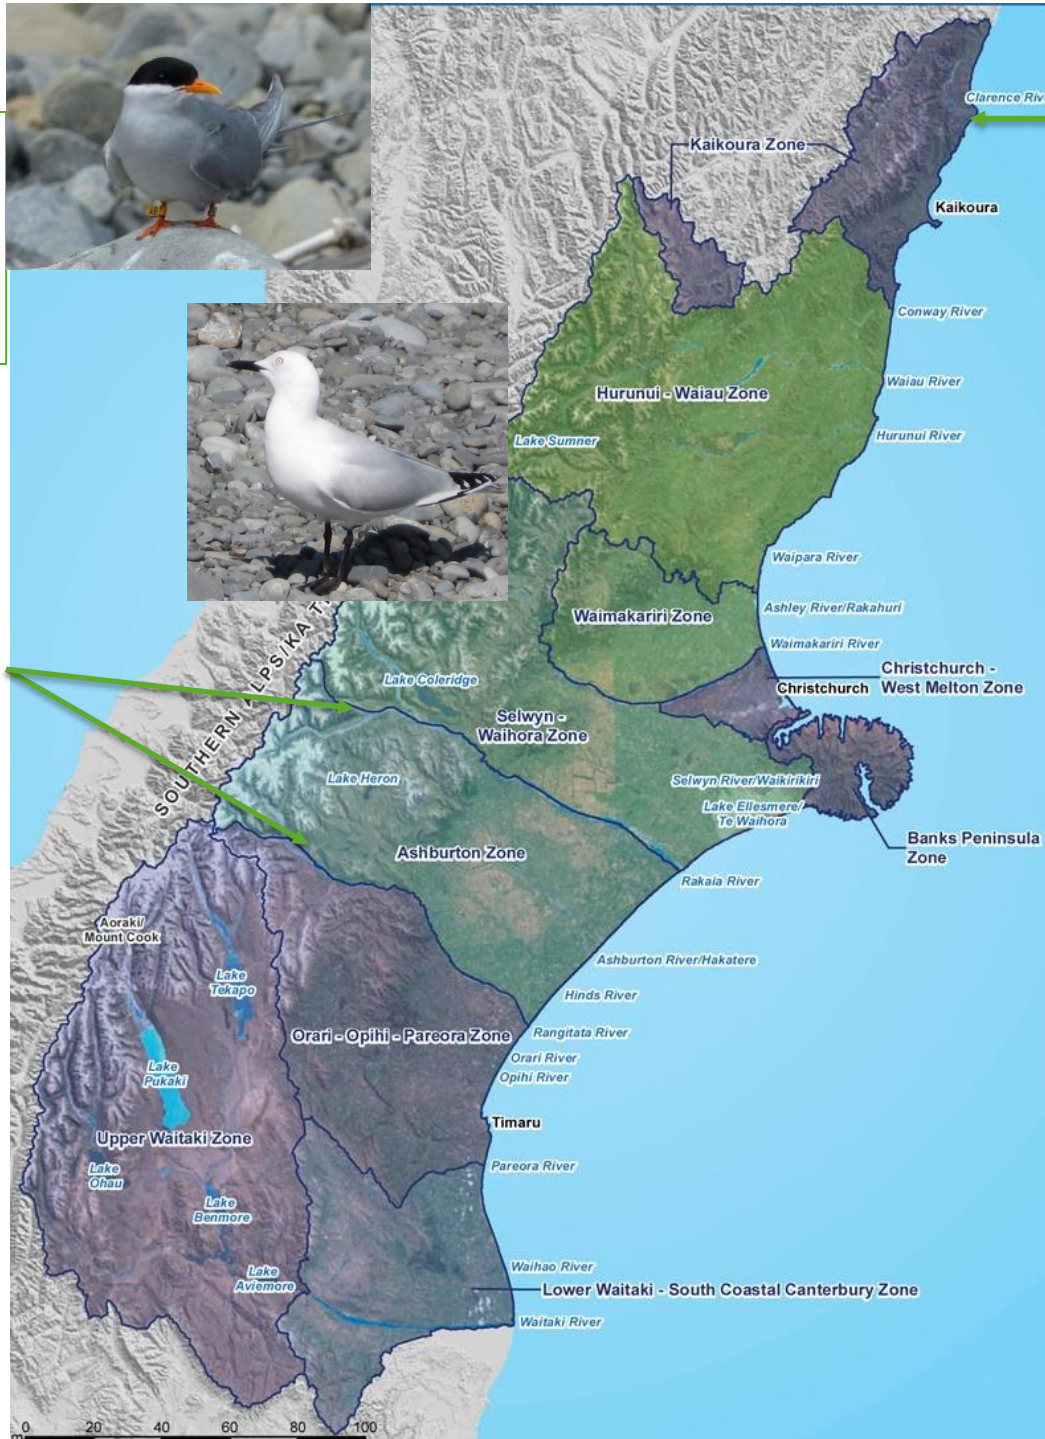 Clarence
Kaikoura Zone
Kaikoura
Conway River
Waiau River
Hurunui - Waiau Zone
Hurunui River
Lake Sumner
Waipara River
Ashley River/Rakahuri
Waimakariri Zone
Waimakariri River
Christchurch -
West Melton Zone
Christchurch
SOUTHERN ALPS/KA
Lake Coleridge
Selwyn -
Waihora Zone
Lake Heron
Selwyn River/Waikirikiri
Lake Ellesmere/
Te Waihora
Banks Peninsula
Zone
Ashburton Zone
Rakaia River
Aoraki/
Mount Cook
Ashburton River/Hakatere
Lake
Tekapo
Hinds River
Orari - Opihi - Pareora Zone
Rangitata River
Orari River
Opihi River
Lake
Pukaki
Timaru
Upper Waitaki Zone
Pareora River
Lake
Ohau
Lake
Benmore
Waihao River
Lake
Aviemore
Lower Waitaki - South Coastal Canterbury Zone
Waitaki River
0 20 40 60 80 100